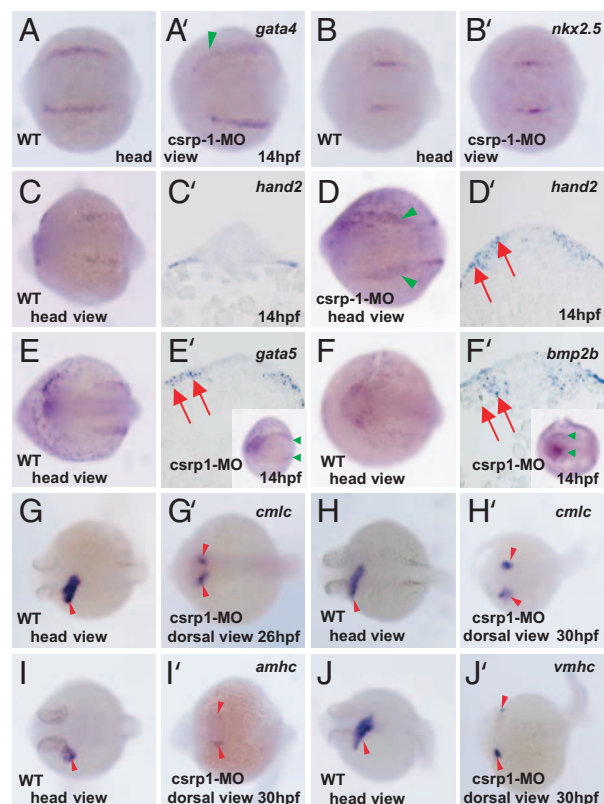 A A' gata4 B B' nkx2.5
WT csrp-1-MO WT csrp-1-MO
head view 14hpf head view
C C' hand2 D D' hand2
WT csrp-1-MO
head view 14hpf head view 14hpf
E E' gata5 F F' bmp2b
WT csrp1-MO WT csrp1-MO
head view 14hpf head view 14hpf
G G' cmlc H H' cmlc
WT csrp1-MO WT csrp1-MO
head view dorsal view 26hpf head view dorsal view 30hpf
I I' amhc J J' vmhc
WT csrp1-MO WT csrp1-MO
head view dorsal view 30hpf head view dorsal view 30hpf